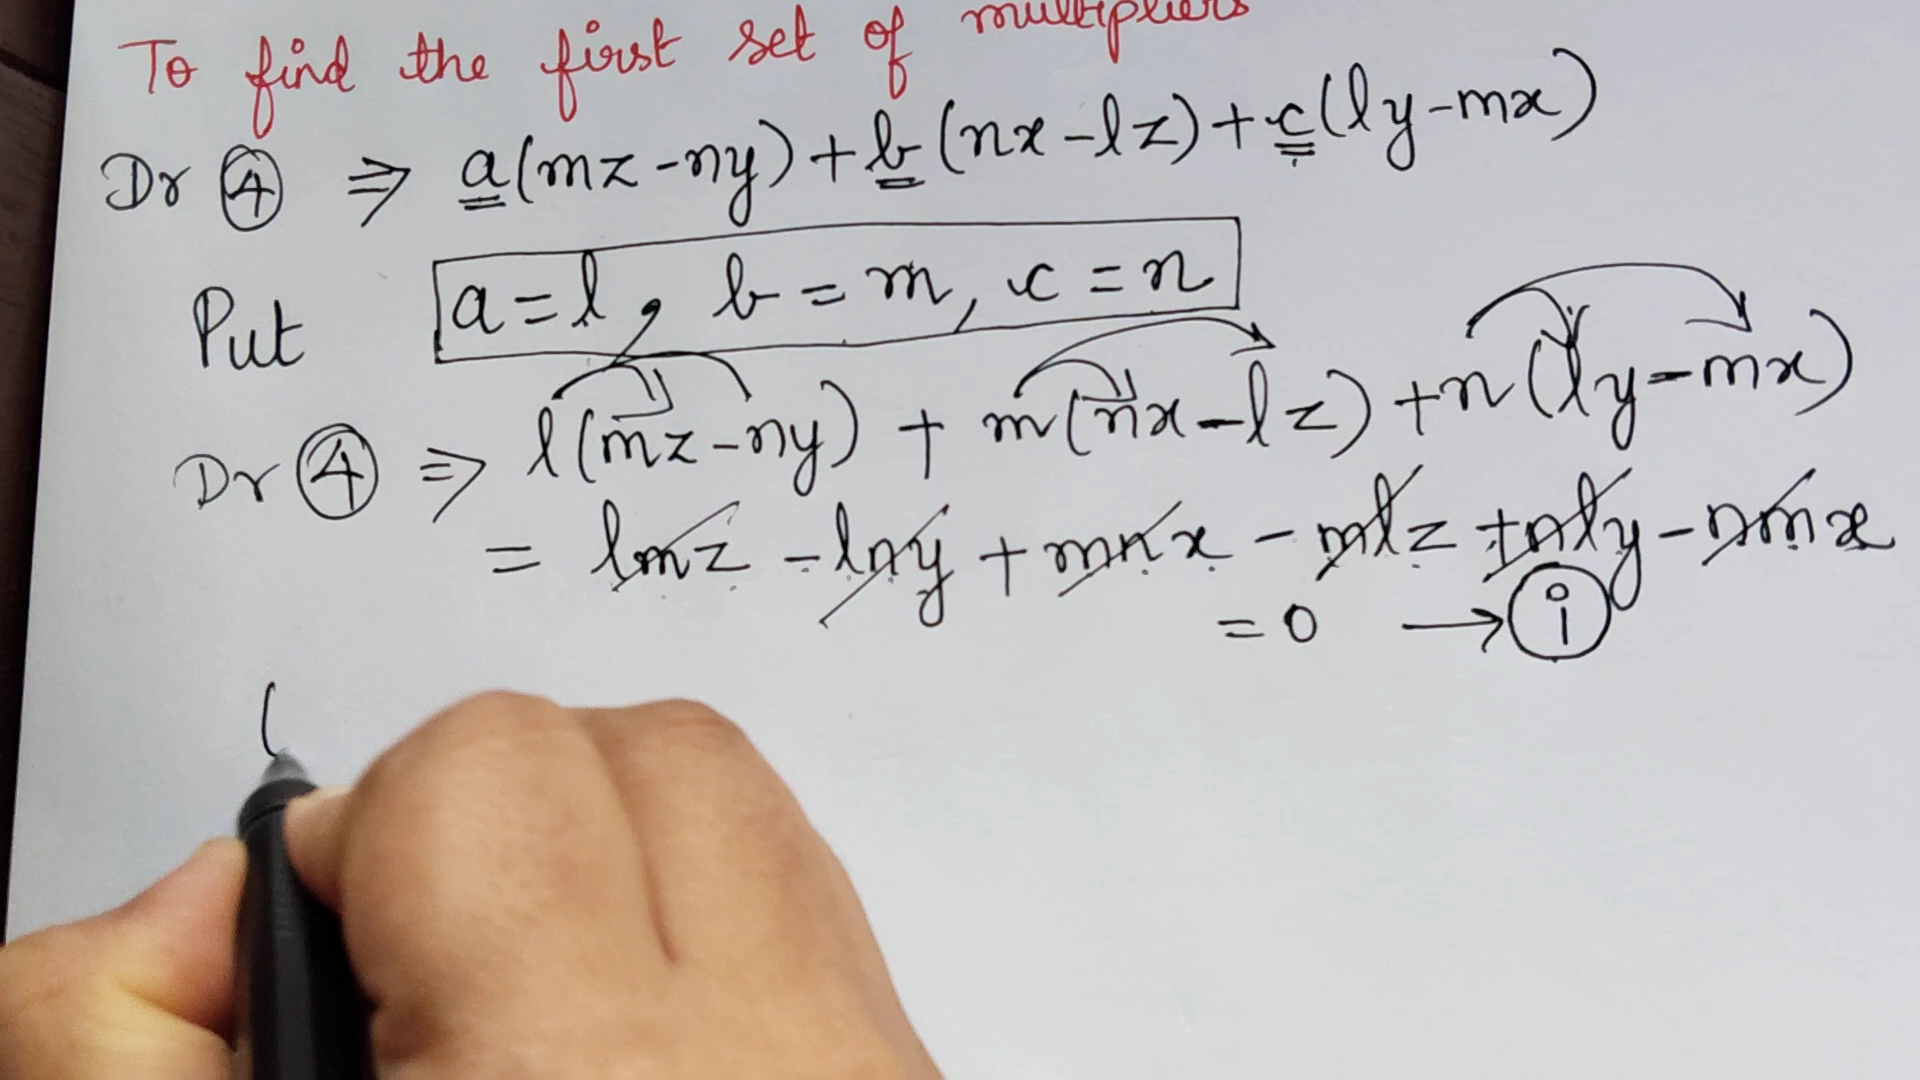 To find the first set of multipliers
Dr ④ ⇒ a(mz-ny)+b(nx-lz)+c(ly-mx)
Put a=l, b=m, c=n
Dr ④ ⇒ l(mz-ny) + m(nx-lz)+n(ly-mx)
= lmz - lny + mnx - mlz + nly - nmx
= 0 → ⓘ
(